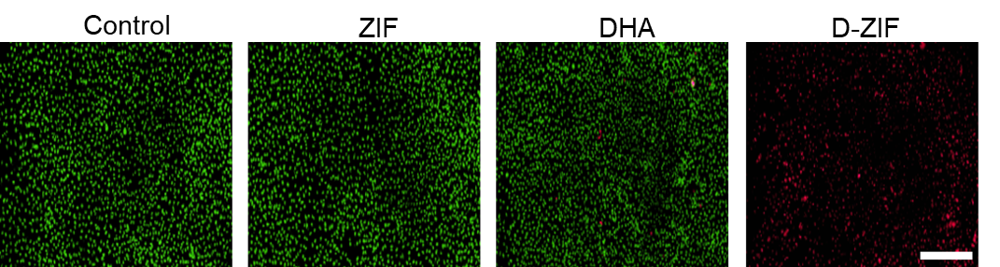 Control
ZIF
DHA
D-ZIF